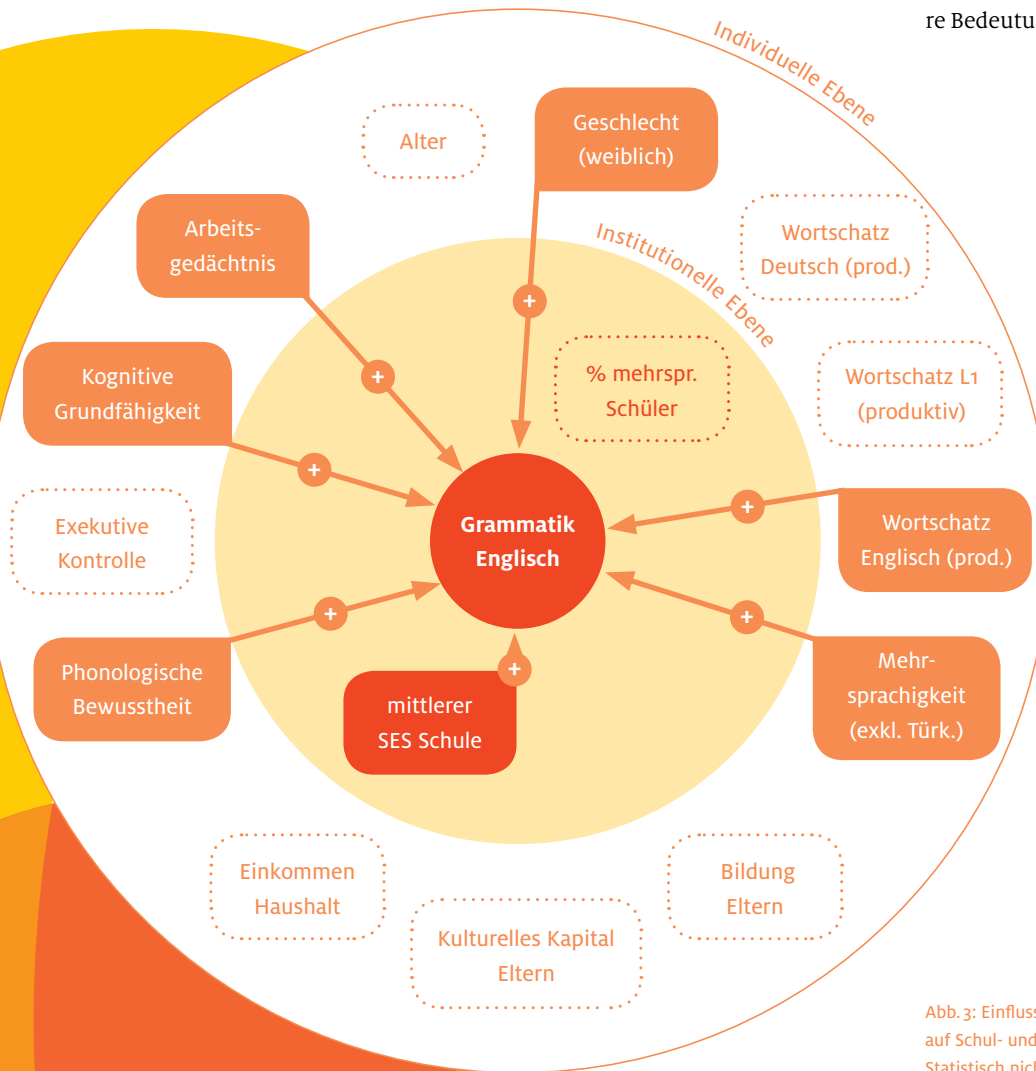 re Bedeutu
Individuelle Ebene
Alter
Geschlecht
(weiblich)
Arbeits-
gedächtnis
Institutionelle Ebene
Wortschatz
Deutsch (prod.)
+
% mehrspr.
Schüler
Wortschatz L1
(produktiv)
Kognitive
Grundfähigkeit
+
+
Grammatik
Englisch
+
Wortschatz
Englisch (prod.)
Exekutive
Kontrolle
+
+
Phonologische
Bewusstheit
+
mittlerer
SES Schule
Mehr-
sprachigkeit
(exkl. Türk.)
Einkommen
Haushalt
Kulturelles Kapital
Eltern
Bildung
Eltern
Abb. 3: Einfluss
auf Schul- und
Statistisch nich